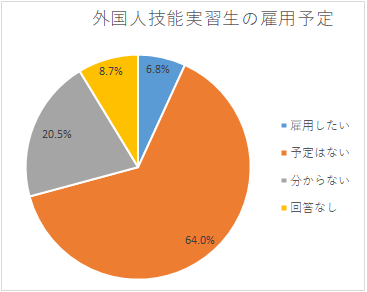 外国人技能実習生の雇用予定
6.8%
8.7%
20.5%
64.0%
雇用したい
予定はない
分からない
回答なし